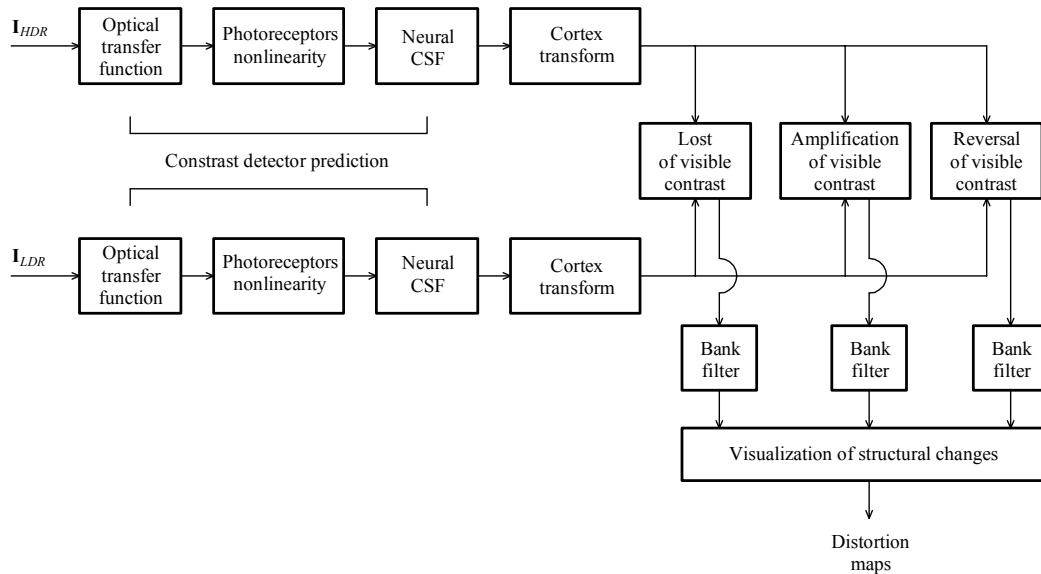 I_HDR
Optical
transfer
function
Photoreceptors
nonlinearity
Neural
CSF
Cortex
transform
Lost
of visible
contrast
Amplification
of visible
contrast
Reversal
of visible
contrast
Constrast detector prediction
I_LDR
Optical
transfer
function
Photoreceptors
nonlinearity
Neural
CSF
Cortex
transform
Bank
filter
Bank
filter
Bank
filter
Visualization of structural changes
Distortion
maps